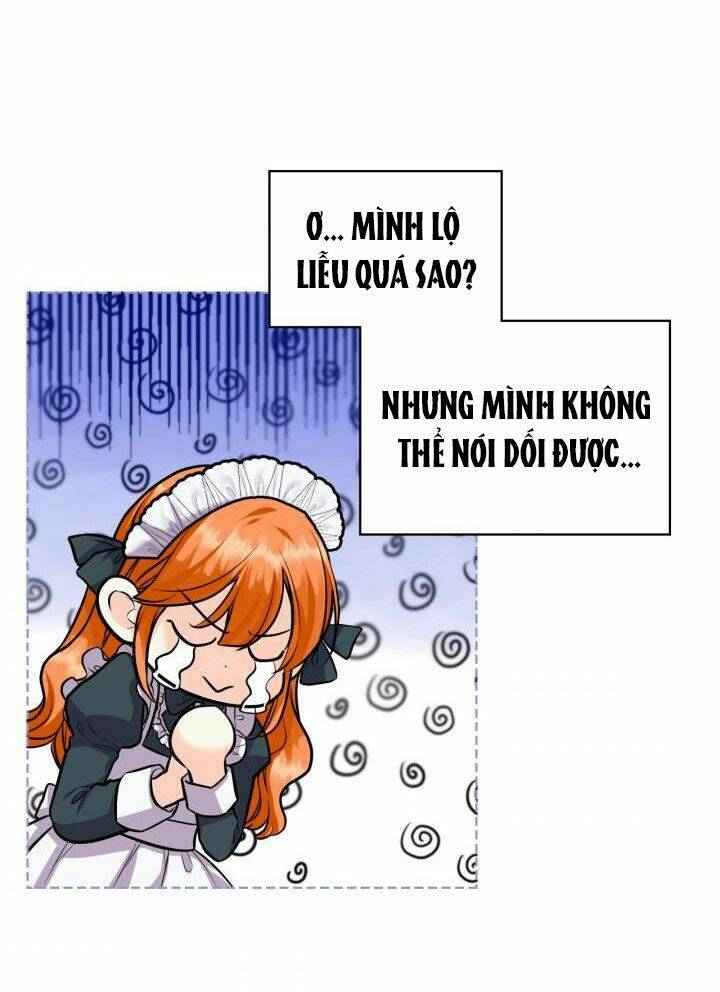 Ơ... MÌNH LỘ
LIỄU QUÁ SAO?
NHƯNG MÌNH KHÔNG
THỂ NÓI DỐI ĐƯỢC...